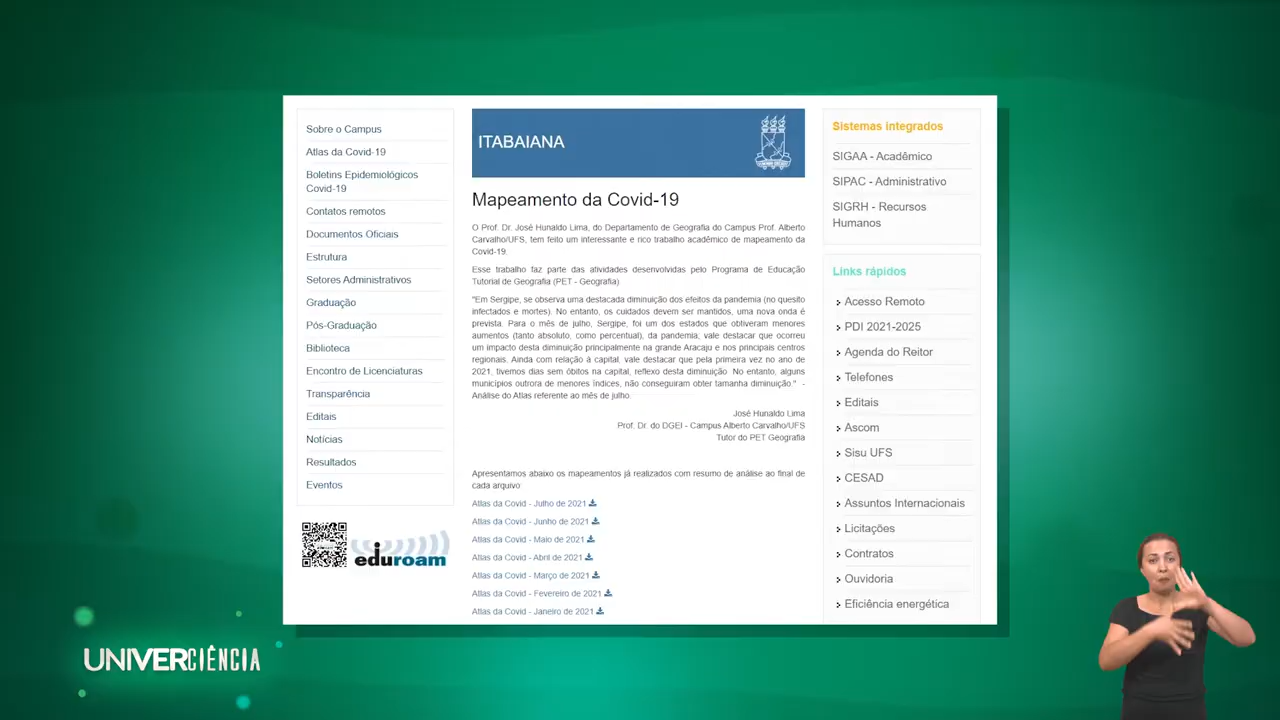 Sobre o Campus
Atlas da Covid-19
Boletins Epidemiológicos
Covid-19
Contatos remotos
Documentos Oficiais
Estrutura
Setores Administrativos
Graduação
Pós-Graduação
Biblioteca
Encontro de Licenciaturas
Transparência
Editais
Notícias
Resultados
Eventos
eduroam
ITABAIANA
Mapeamento da Covid-19
O Prof. Dr. José Hunaldo Lima, do Departamento de Geografia do Campus Prof. Alberto
Carvalho/UFS, tem feito um interessante e rico trabalho acadêmico de mapeamento da
Covid-19.
Esse trabalho faz parte das atividades desenvolvidas pelo Programa de Educação
Tutorial de Geografia (PET - Geografia)
"Em Sergipe, se observa uma destacada diminuição dos efeitos da pandemia (no quesito
infectados e mortes). No entanto, os cuidados devem ser mantidos, uma nova onda é
prevista. Para o mês de julho, Sergipe, foi um dos estados que obtiveram menores
aumentos (tanto absoluto, como percentual), da pandemia, vale destacar que ocorreu
um impacto desta diminuição principalmente na grande Aracaju e nos principais centros
regionais. Ainda com relação à capital, vale destacar que pela primeira vez no ano de
2021, tivemos dias sem óbitos na capital, reflexo desta diminuição. No entanto, alguns
municípios outrora de menores índices, não conseguiram obter tamanha diminuição." -
Análise do Atlas referente ao mês de julho.
José Hunaldo Lima
Prof. Dr. do DGEI - Campus Alberto Carvalho/UFS
Tutor do PET Geografia
Apresentamos abaixo os mapeamentos já realizados com resumo de análise ao final de
cada arquivo
Atlas da Covid - Julho de 2021
Atlas da Covid - Junho de 2021
Atlas da Covid - Maio de 2021
Atlas da Covid - Abril de 2021
Atlas da Covid - Março de 2021
Atlas da Covid - Fevereiro de 2021
Atlas da Covid - Janeiro de 2021
Sistemas integrados
SIGAA - Acadêmico
SIPAC - Administrativo
SIGRH - Recursos
Humanos
Links rápidos
Acesso Remoto
PDI 2021-2025
Agenda do Reitor
Telefones
Editais
Ascom
Sisu UFS
CESAD
Assuntos Internacionais
Licitações
Contratos
Ouvidoria
Eficiência energética
UNIVERCIÊNCIA